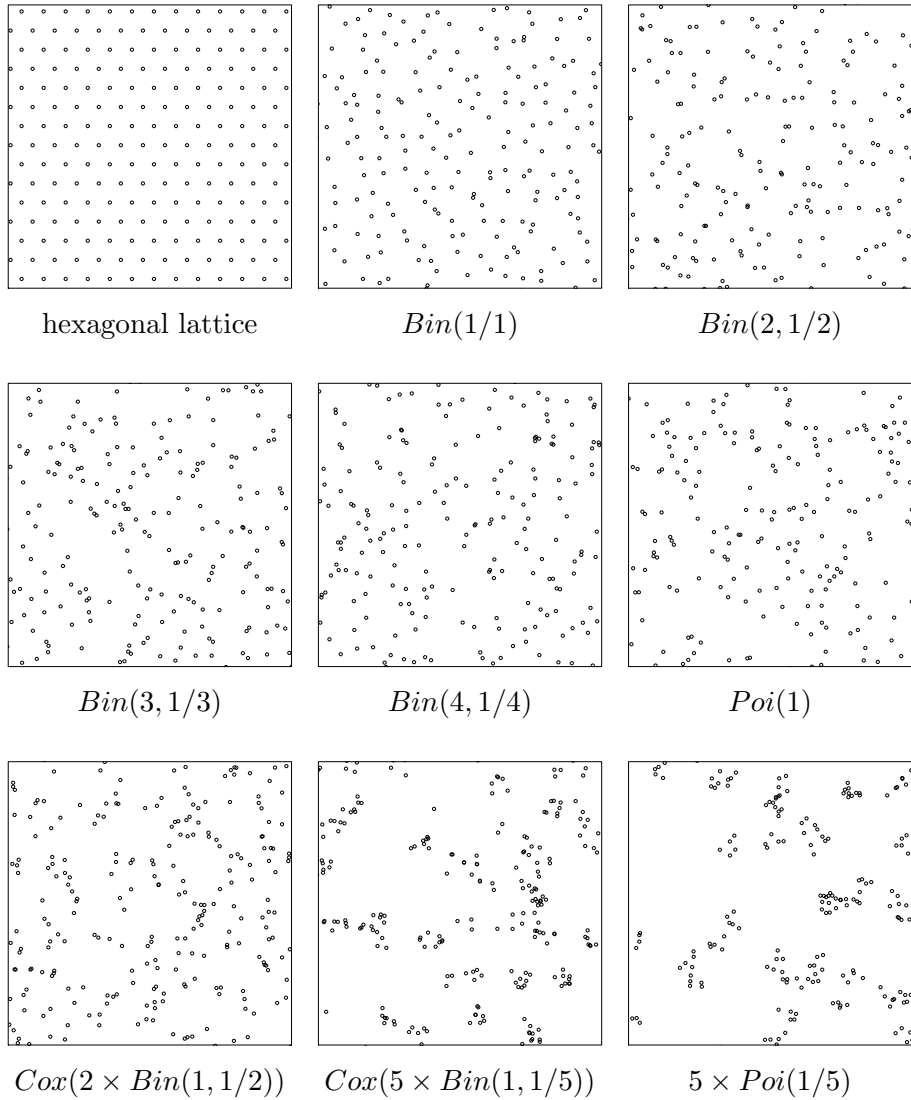 hexagonal lattice
Bin(1/1)
Bin(2, 1/2)
Bin(3, 1/3)
Bin(4, 1/4)
Poi(1)
Cox(2 × Bin(1, 1/2))
Cox(5 × Bin(1, 1/5))
5 × Poi(1/5)